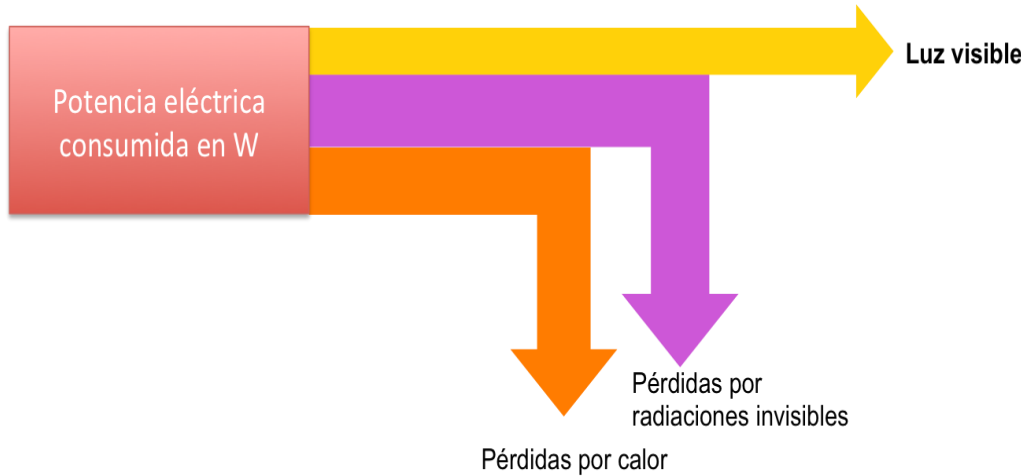 Potencia eléctrica
consumida en W
Luz visible
Pérdidas por
radiaciones invisibles
Pérdidas por calor